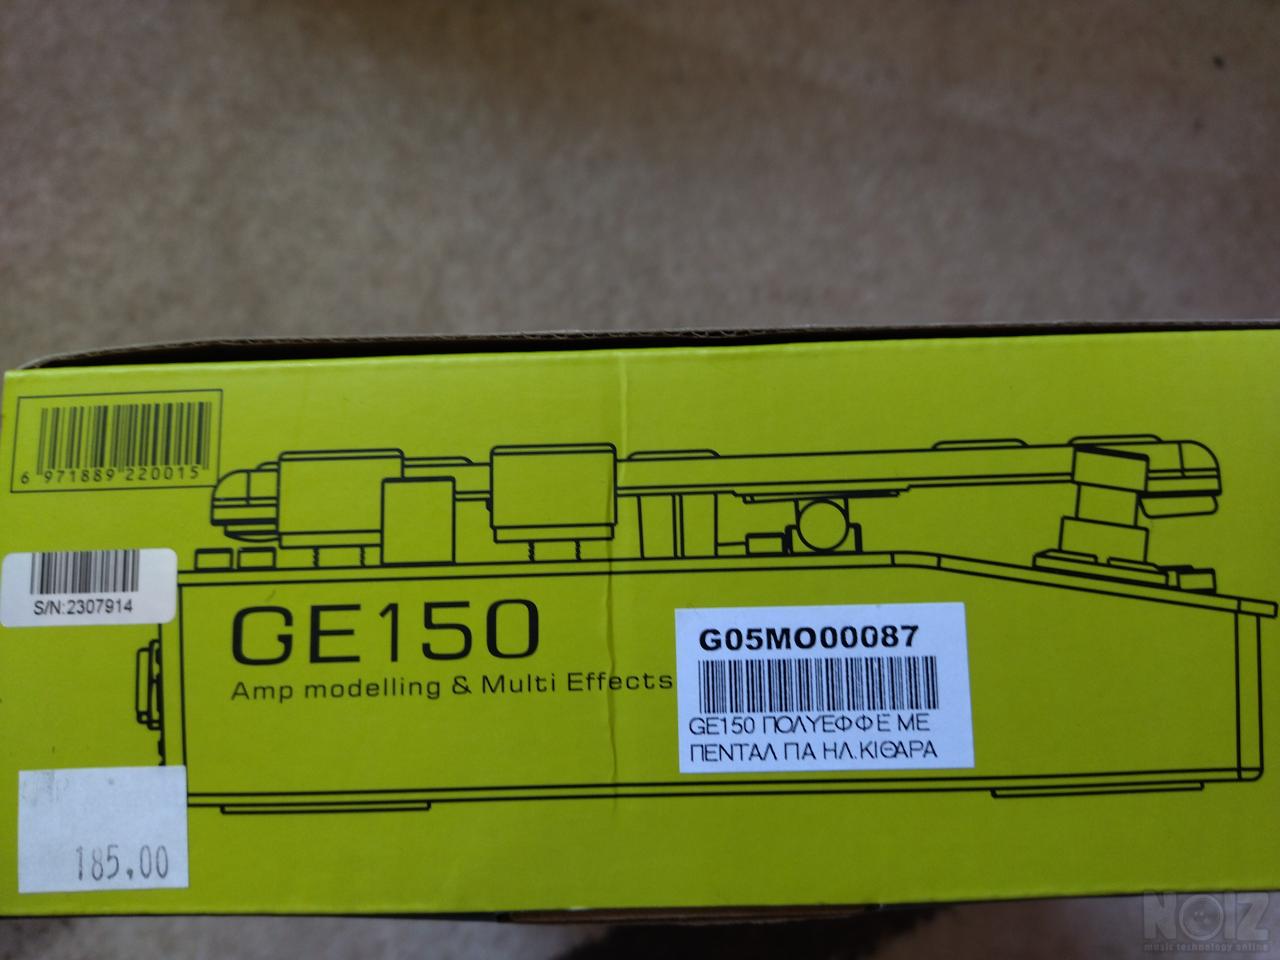 6 971889 220015
S/N:2307914
GE150
Amp modelling & Multi Effects
G05MO00087
GE150 ΠΟΛΥΕΦΦΕ ΜΕ
ΠΕΝΤΑΛ ΓΙΑ ΗΛ.ΚΙΘΑΡΑ
185.00
NOIZ
music technology online